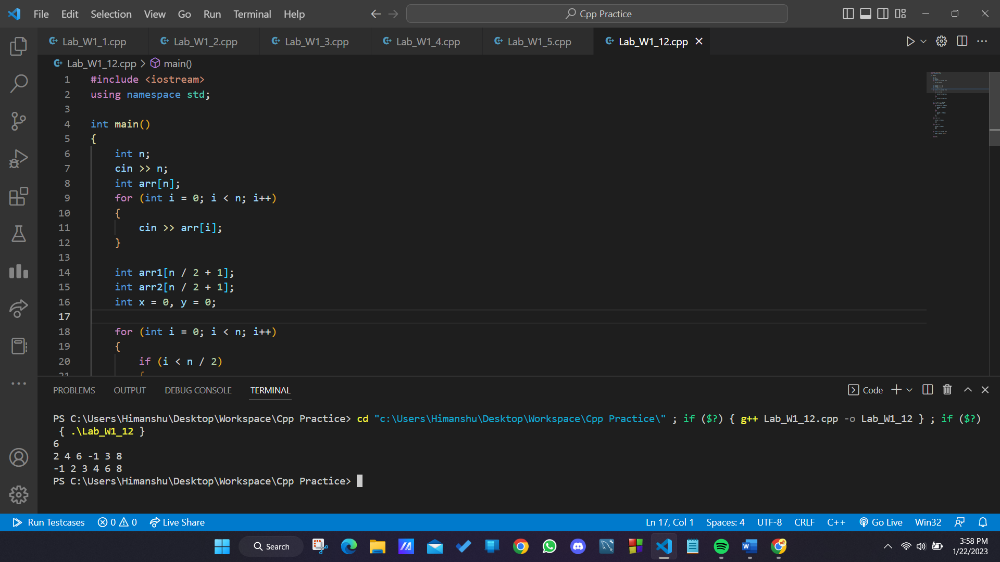 File Edit Selection View Go Run Terminal Help
Cpp Practice
Lab_W1_1.cpp Lab_W1_2.cpp Lab_W1_3.cpp Lab_W1_4.cpp Lab_W1_5.cpp Lab_W1_12.cpp
Lab_W1_12.cpp > main()
1 #include <iostream>
2 using namespace std;
3
4 int main()
5 {
6 int n;
7 cin >> n;
8 int arr[n];
9 for (int i = 0; i < n; i++)
10 {
11 cin >> arr[i];
12 }
13
14 int arr1[n / 2 + 1];
15 int arr2[n / 2 + 1];
16 int x = 0, y = 0;
17
18 for (int i = 0; i < n; i++)
19 {
20 if (i < n / 2)
21 {
PROBLEMS OUTPUT DEBUG CONSOLE TERMINAL
Code
PS C:\Users\Himanshu\Desktop\Workspace\Cpp Practice> cd "c:\Users\Himanshu\Desktop\Workspace\Cpp Practice\" ; if ($?) { g++ Lab_W1_12.cpp -o Lab_W1_12 } ; if ($?)
{ .\Lab_W1_12 }
6
2 4 6 -1 3 8
-1 2 3 4 6 8
PS C:\Users\Himanshu\Desktop\Workspace\Cpp Practice>
Run Testcases 0 0 Live Share Ln 17, Col 1 Spaces: 4 UTF-8 CRLF C++ Go Live Win32
Search
3:58 PM
1/22/2023